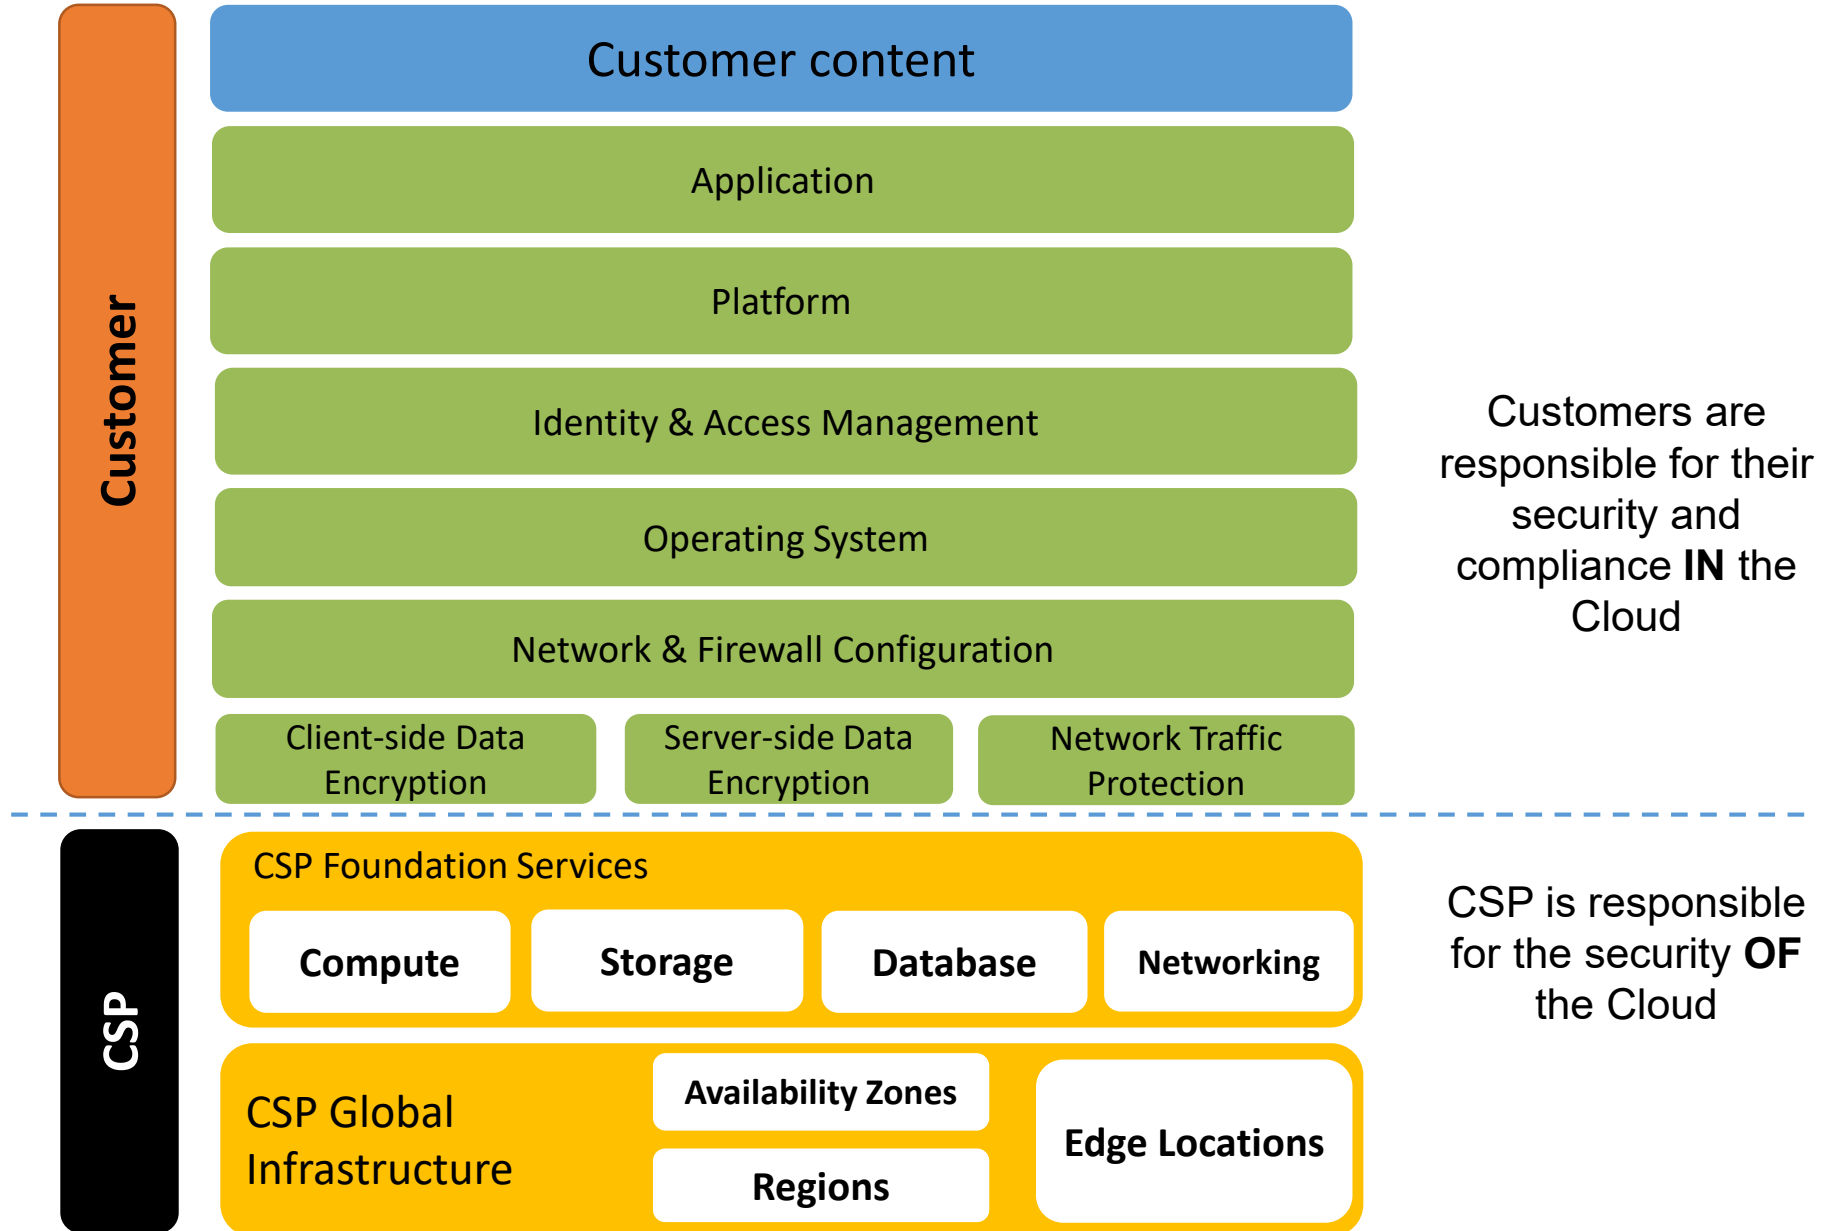 Customer content
Application
Platform
Customer
Identity & Access Management
Operating System
Network & Firewall Configuration
Client-side Data
Encryption
Server-side Data
Encryption
Network Traffic
Protection
Customers are
responsible for their
security and
compliance IN the
Cloud
CSP
CSP Foundation Services
Compute
Storage
Database
Networking
CSP Global
Infrastructure
Availability Zones
Regions
Edge Locations
CSP is responsible
for the security OF
the Cloud